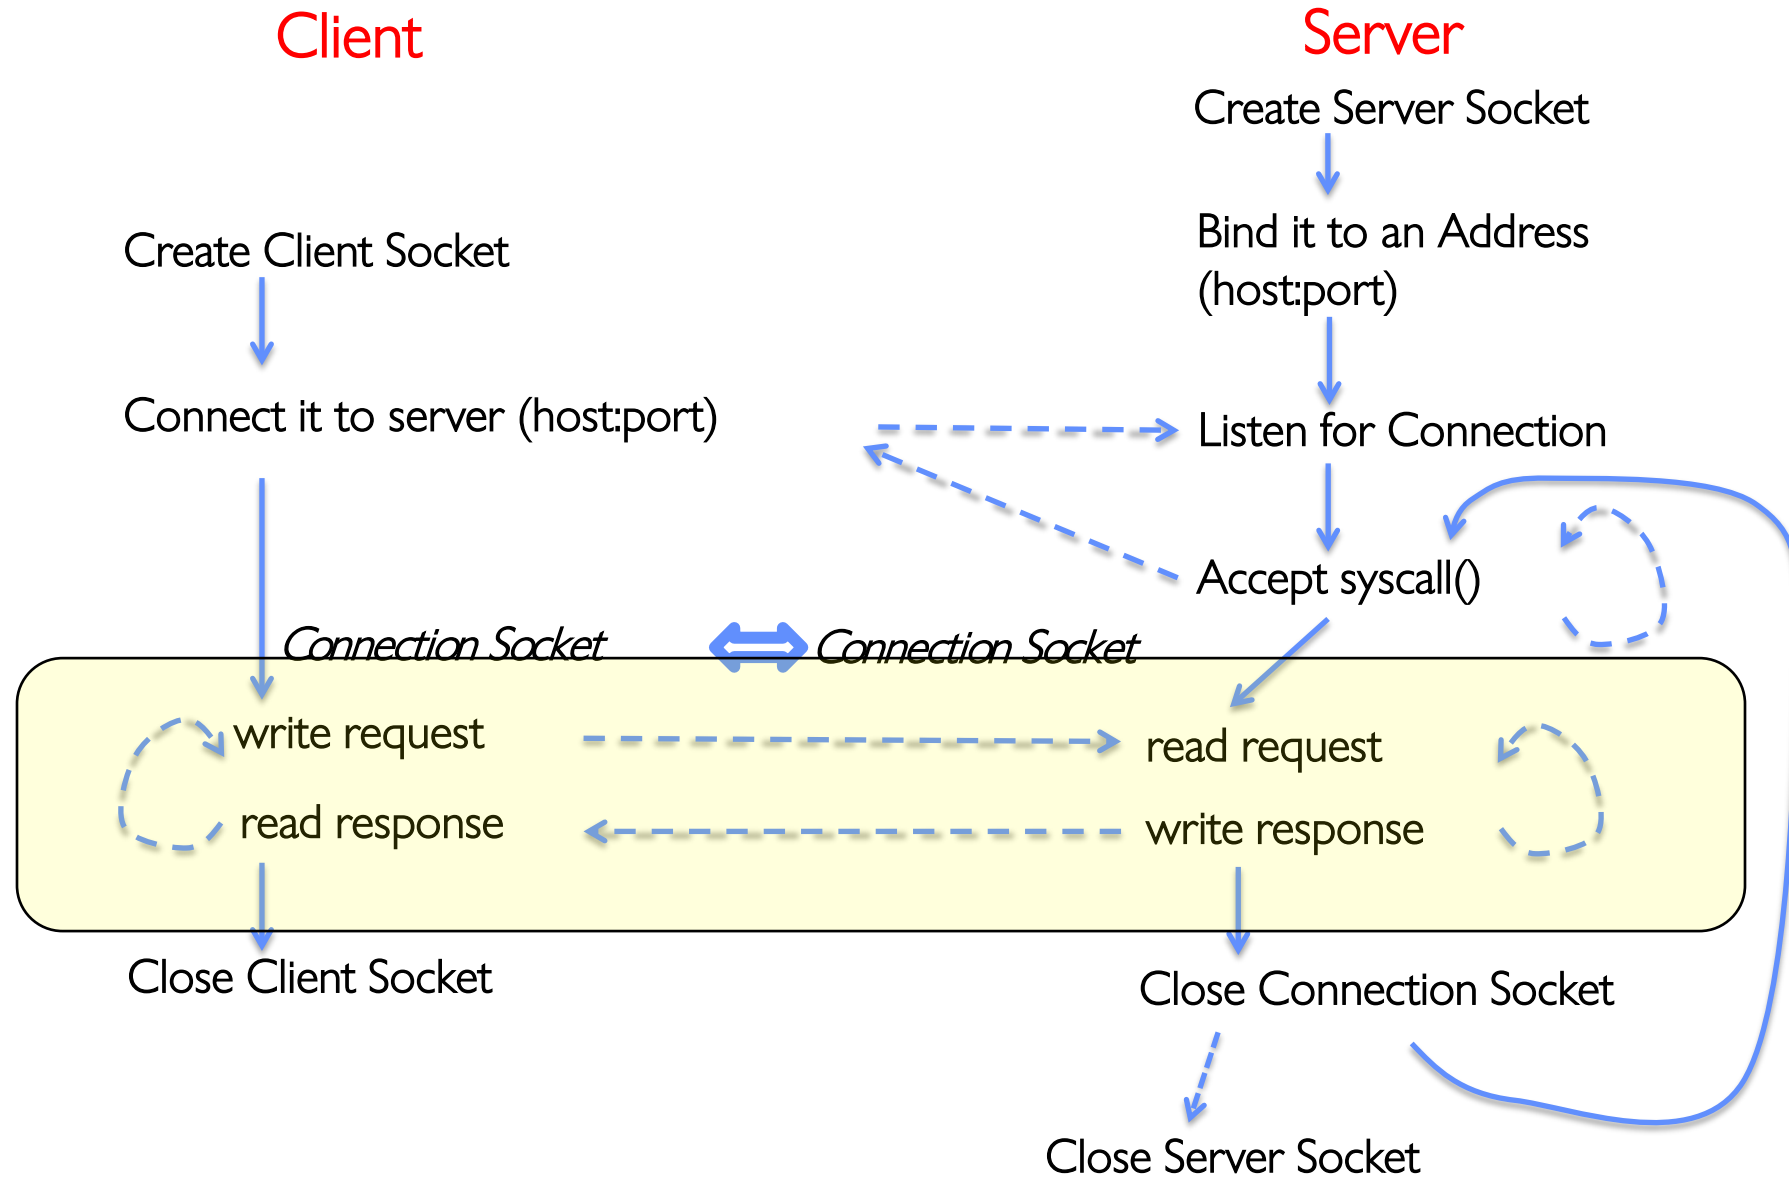 Client
Server
Create Server Socket
Create Client Socket
Bind it to an Address
(host:port)
Connect it to server (host:port)
Listen for Connection
Accept syscall()
Connection Socket
Connection Socket
write request
read request
read response
write response
Close Client Socket
Close Connection Socket
Close Server Socket